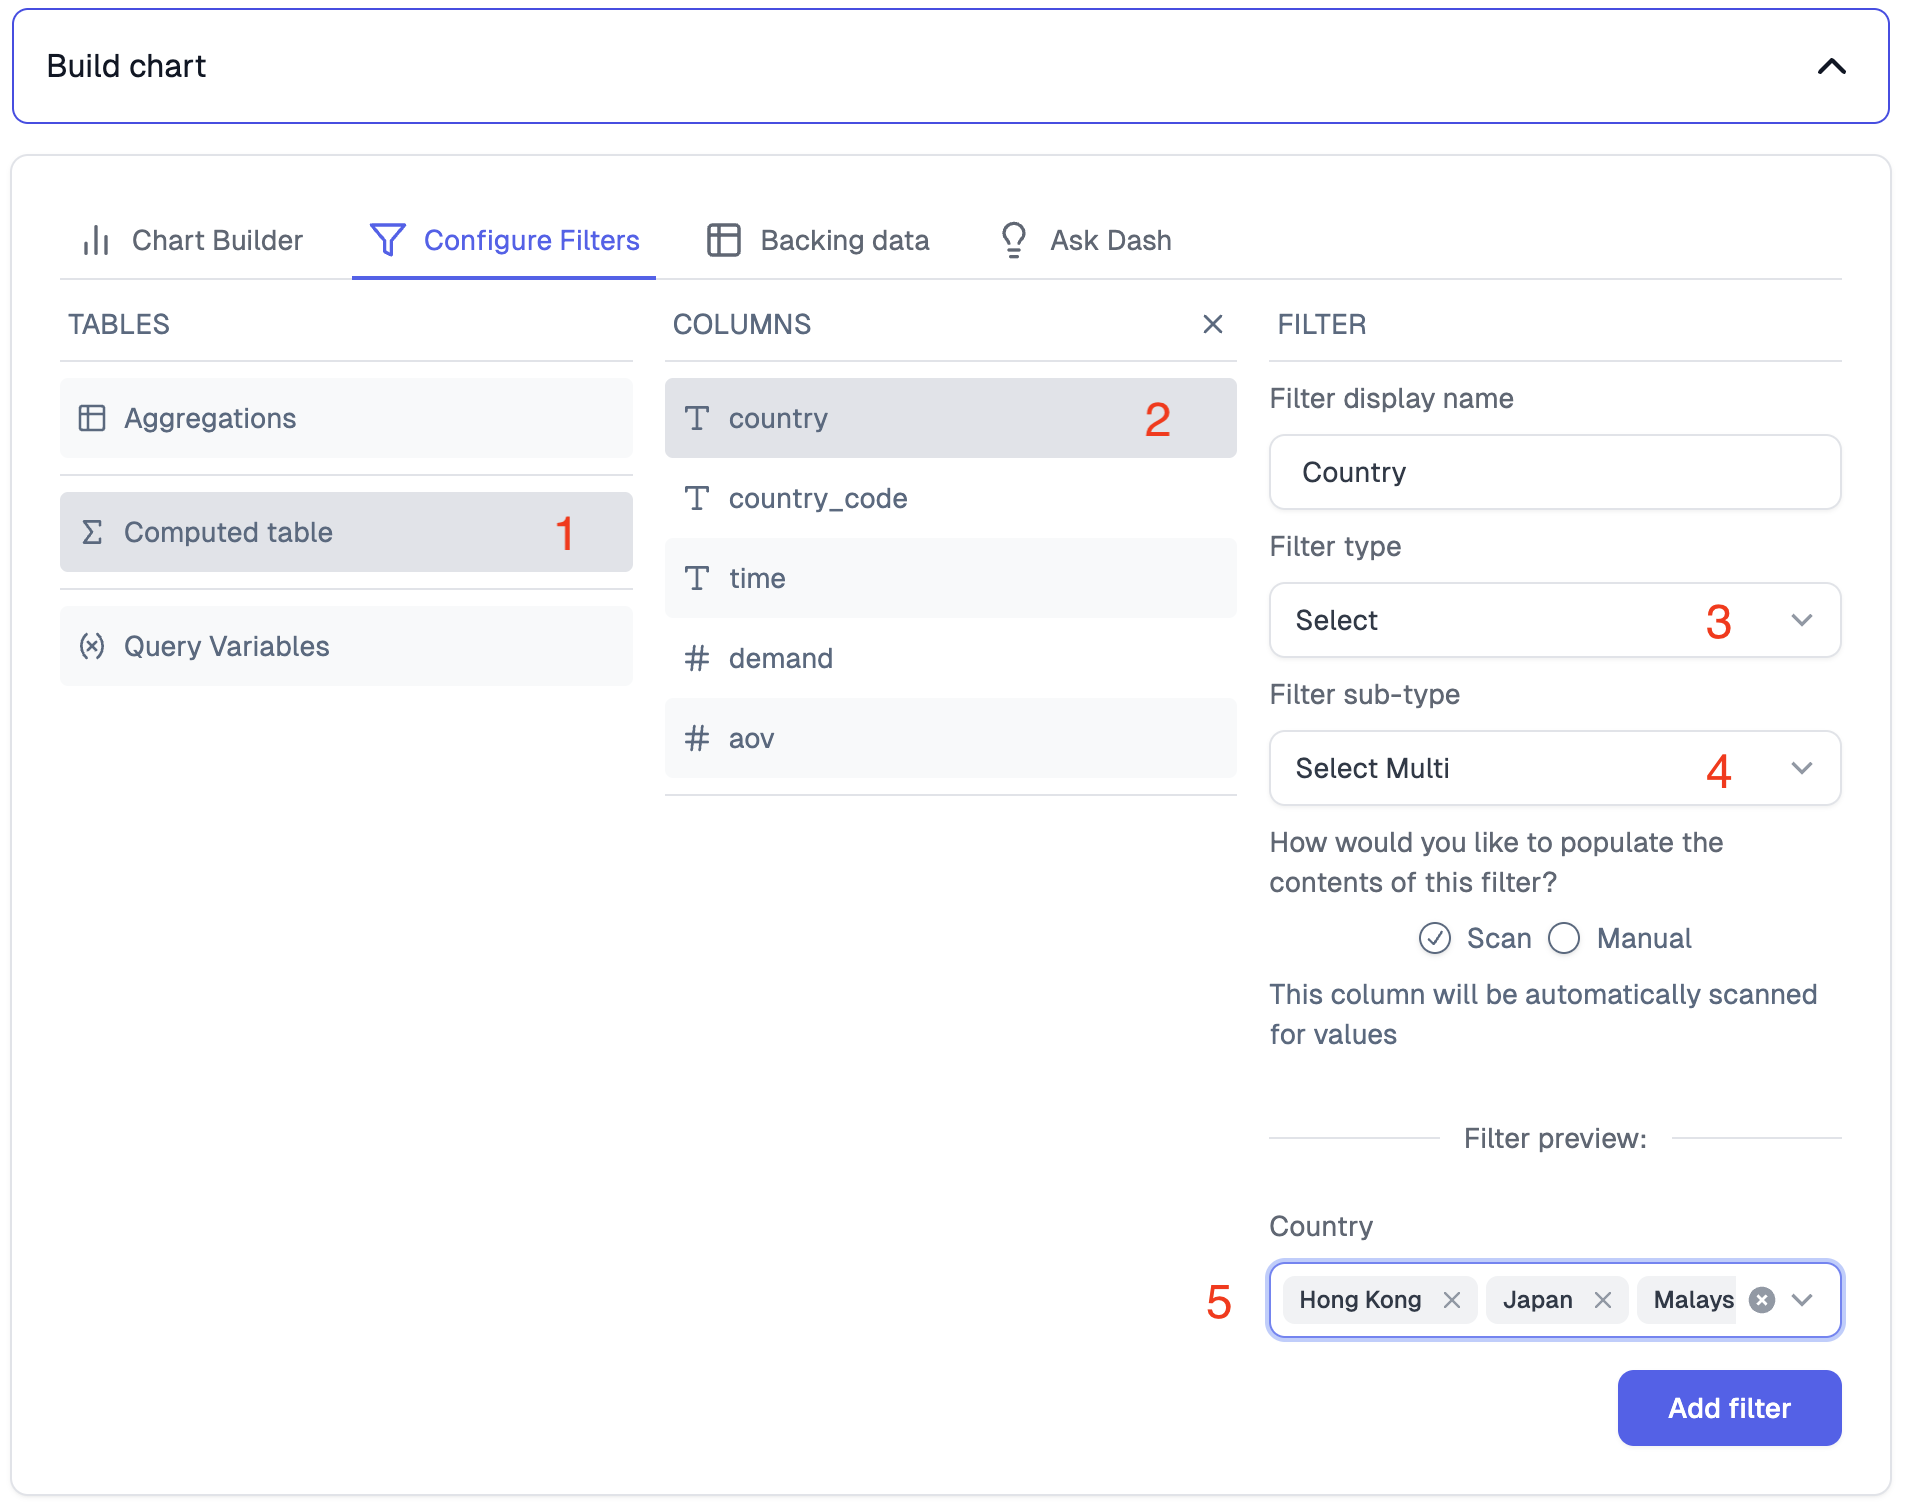 Build chart
Chart Builder
Configure Filters
Backing data
Ask Dash
TABLES
Aggregations
Computed table 1
Query Variables
COLUMNS
country 2
country_code
time
demand
aov
FILTER
Filter display name
Country
Filter type
Select 3
Filter sub-type
Select Multi 4
How would you like to populate the
contents of this filter?
Scan Manual
This column will be automatically scanned
for values
Filter preview:
Country
5 Hong Kong Japan Malays
Add filter